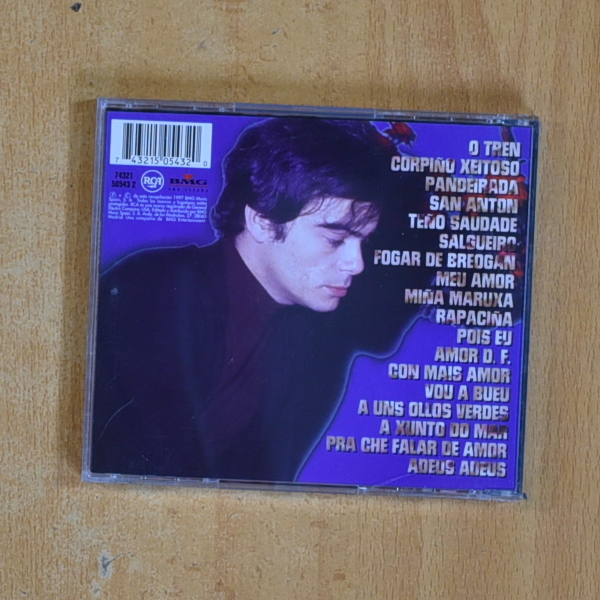 7 43215 05432 0
74321
50543 2
RCA
BMG
O TREN
CORPIÑO XEITOSO
PANDEIRADA
SAN ANTON
TEÑO SAUDADE
SALGUEIRO
FOGAR DE BREOGAN
MEU AMOR
MIÑA MARUXA
RAPACIÑA
POIS EU
AMOR D. F.
CON MAIS AMOR
VOU A BUEU
A UNS OLLOS VERDES
A XUNTO DO MAR
PRA CHE FALAR DE AMOR
ADEUS ADEUS